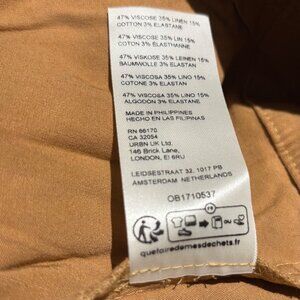 47% VISCOSE 35% LINEN 15%
COTTON 3% ELASTANE
47% VISCOSE 35% LIN 15%
COTON 3% ÉLASTHANNE
47% VISKOSE 35% LEINEN 15%
BAUMWOLLE 3% ELASTAN
47% VISCOSA 35% LINO 15%
COTONE 3% ELASTAN
47% VISCOSA 35% LINO 15%
ALGODÓN 3% ELASTANO
MADE IN PHILIPPINES
HECHO EN LAS FILIPINAS
RN 66170
CA 32054
URBN UK Ltd.
146 Brick Lane,
LONDON, E1 6RU
LEIDSESTRAAT 32, 1017 PB
AMSTERDAM NETHERLANDS
OB1710537
quefairedemesdechets.fr